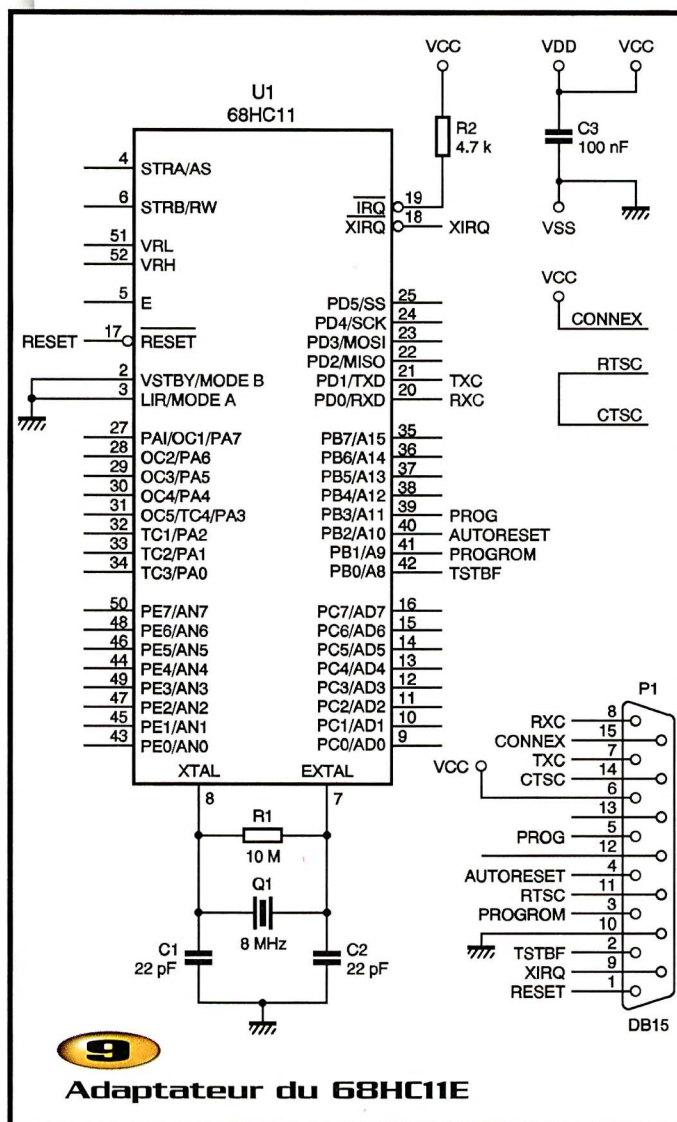 U1
68HC11
4 STRA/AS
6 STRB/RW
51 VRL
52 VRH
5 E
RESET 17 RESET
2 VSTBY/MODE B
3 LIR/MODE A
27 PAI/OC1/PA7
28 OC2/PA6
29 OC3/PA5
30 OC4/PA4
31 OC5/TC4/PA3
32 TC1/PA2
33 TC2/PA1
34 TC3/PA0
50 PE7/AN7
48 PE6/AN6
46 PE5/AN5
44 PE4/AN4
49 PE3/AN3
47 PE2/AN2
45 PE1/AN1
43 PE0/AN0
IRQ 19
XIRQ 18 XIRQ
PD5/SS 25
PD4/SCK 24
PD3/MOSI 23
PD2/MISO 22
PD1/TXD 21 TXC
PD0/RXD 20 RXC
PB7/A15 35
PB6/A14 36
PB5/A13 37
PB4/A12 38
PB3/A11 39 PROG
PB2/A10 40 AUTORESET
PB1/A9 41 PROGROM
PB0/A8 42 TSTBF
PC7/AD7 16
PC6/AD6 15
PC5/AD5 14
PC4/AD4 13
PC3/AD3 12
PC2/AD2 11
PC1/AD1 10
PC0/AD0 9
XTAL EXTAL
8 7
R1
10 M
Q1
8 MHz
C1
22 pF
C2
22 pF
VCC
R2
4.7 k
VDD VCC
C3
100 nF
VSS
VCC
CONNEX
RTSC
CTSC
P1
RXC 8
CONNEX 15
TXC 7
CTSC 14
VCC 6
13
PROG 5
12
AUTORESET 4
RTSC 11
PROGROM 3
10
TSTBF 2
XIRQ 9
RESET 1
DB15
9
Adaptateur du 68HC11E